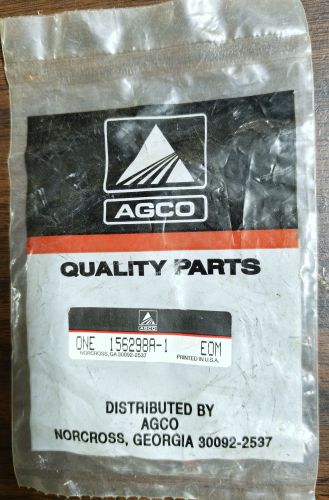 AGCO
QUALITY PARTS
AGCO
ONE 156298A-1 EOM
NORCROSS, GA 30092-2537 PRINTED IN U.S.A.
DISTRIBUTED BY
AGCO
NORCROSS, GEORGIA 30092-2537